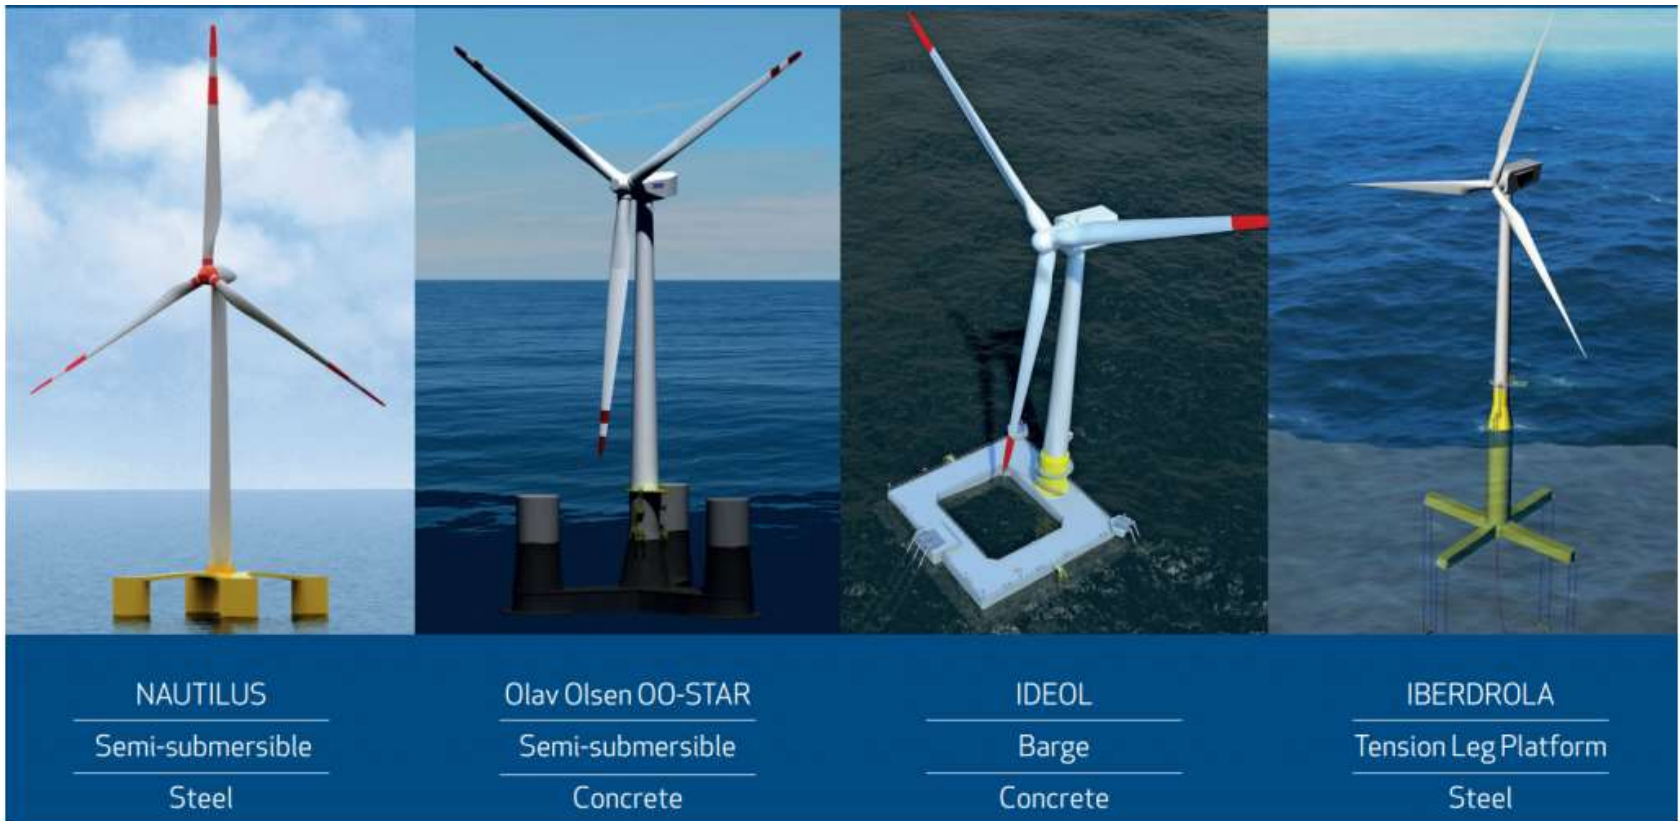 NAUTILUS
Semi-submersible
Steel
Olav Olsen OO-STAR
Semi-submersible
Concrete
IDEOL
Barge
Concrete
IBERDROLA
Tension Leg Platform
Steel